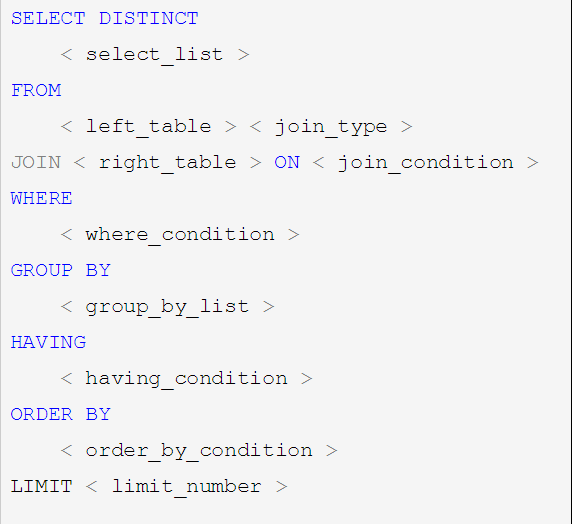 SELECT DISTINCT
< select_list >
FROM
< left_table > < join_type >
JOIN < right_table > ON < join_condition >
WHERE
< where_condition >
GROUP BY
< group_by_list >
HAVING
< having_condition >
ORDER BY
< order_by_condition >
LIMIT < limit_number >